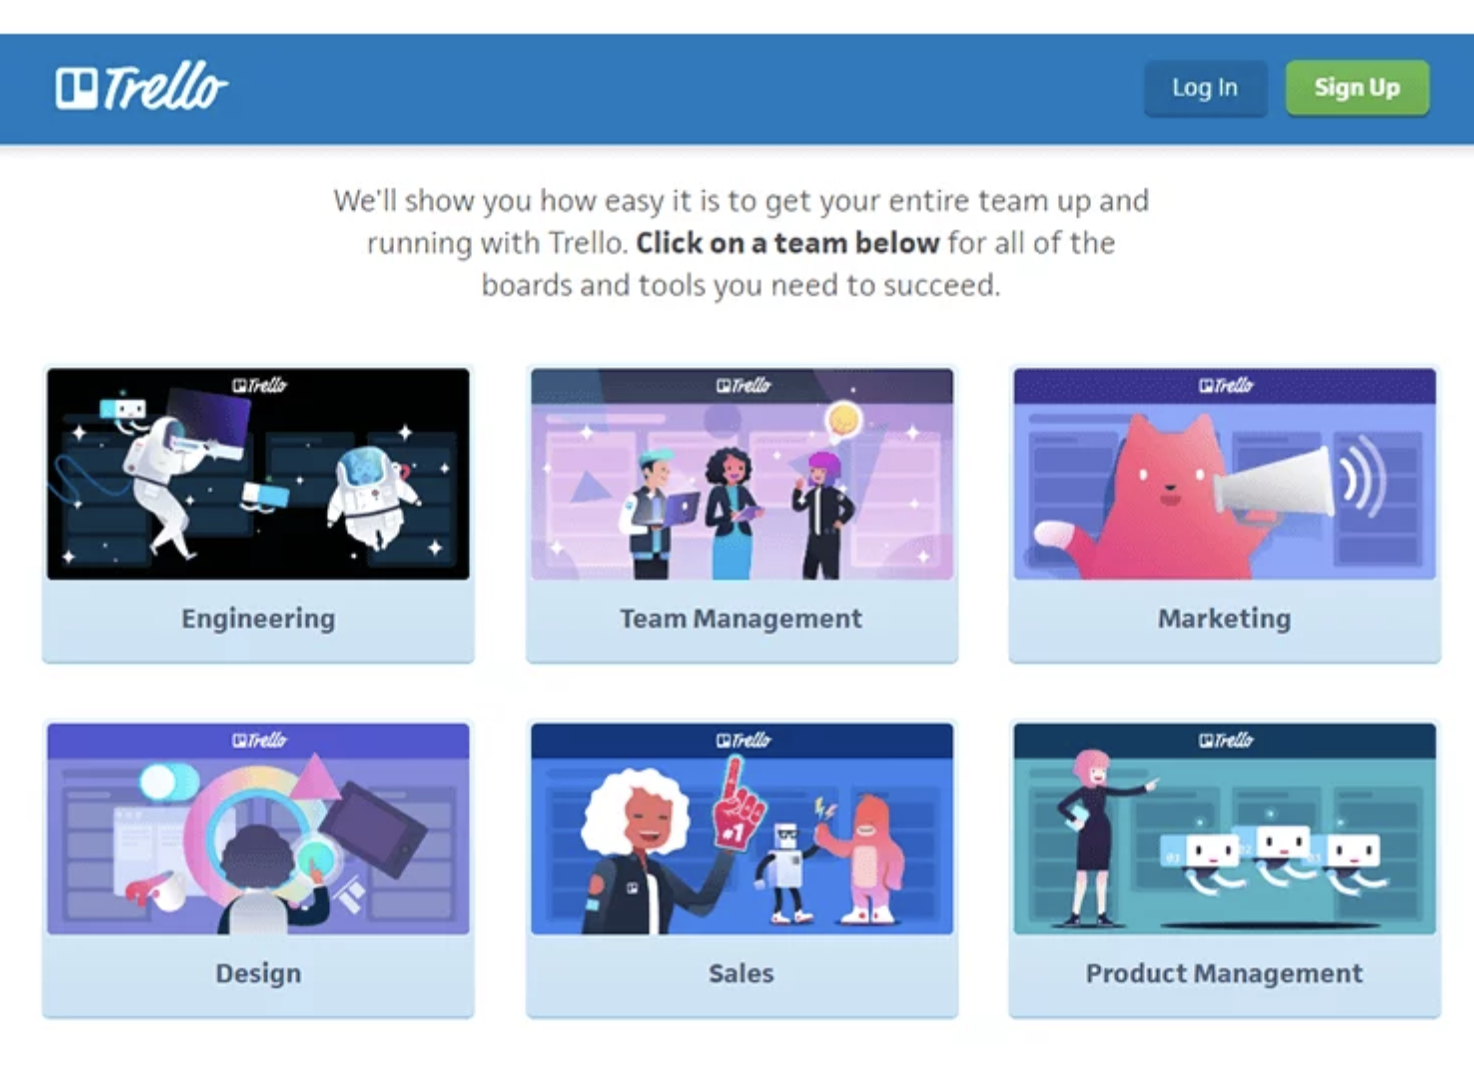 Trello
Log In
Sign Up
We'll show you how easy it is to get your entire team up and
running with Trello. Click on a team below for all of the
boards and tools you need to succeed.
Trello
Trello
Trello
Engineering
Team Management
Marketing
Trello
Trello
Trello
#1
Design
Sales
Product Management